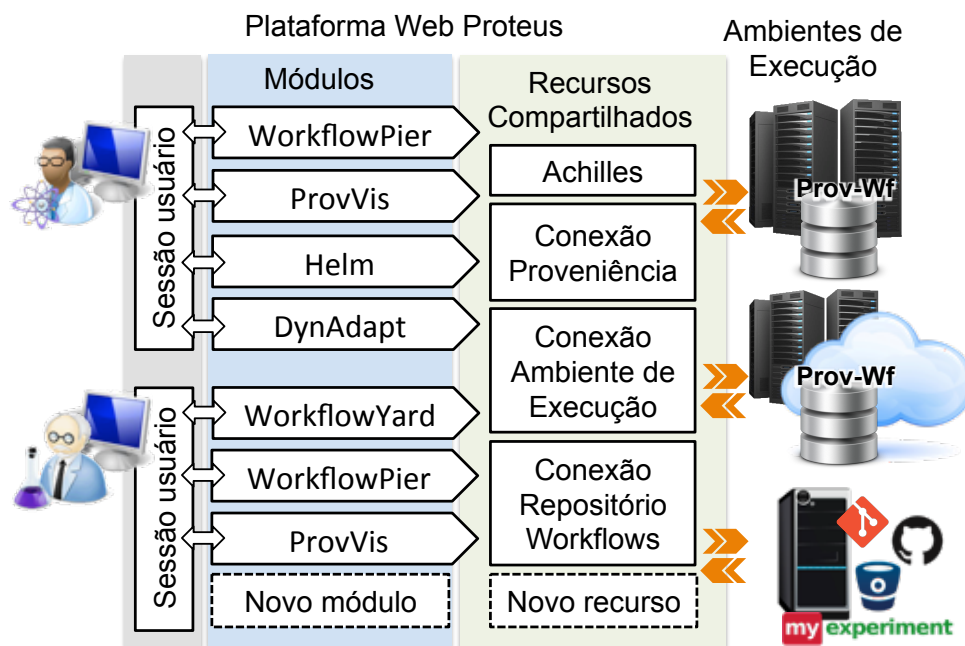 Plataforma Web Proteus
Ambientes de
Execução
Módulos
Recursos
Compartilhados
Sessão usuário
WorkflowPier
ProvVis
Helm
DynAdapt
Sessão usuário
WorkflowYard
WorkflowPier
ProvVis
Novo módulo
Achilles
Conexão
Proveniência
Conexão
Ambiente de
Execução
Conexão
Repositório
Workflows
Novo recurso
Prov-Wf
Prov-Wf
my experiment